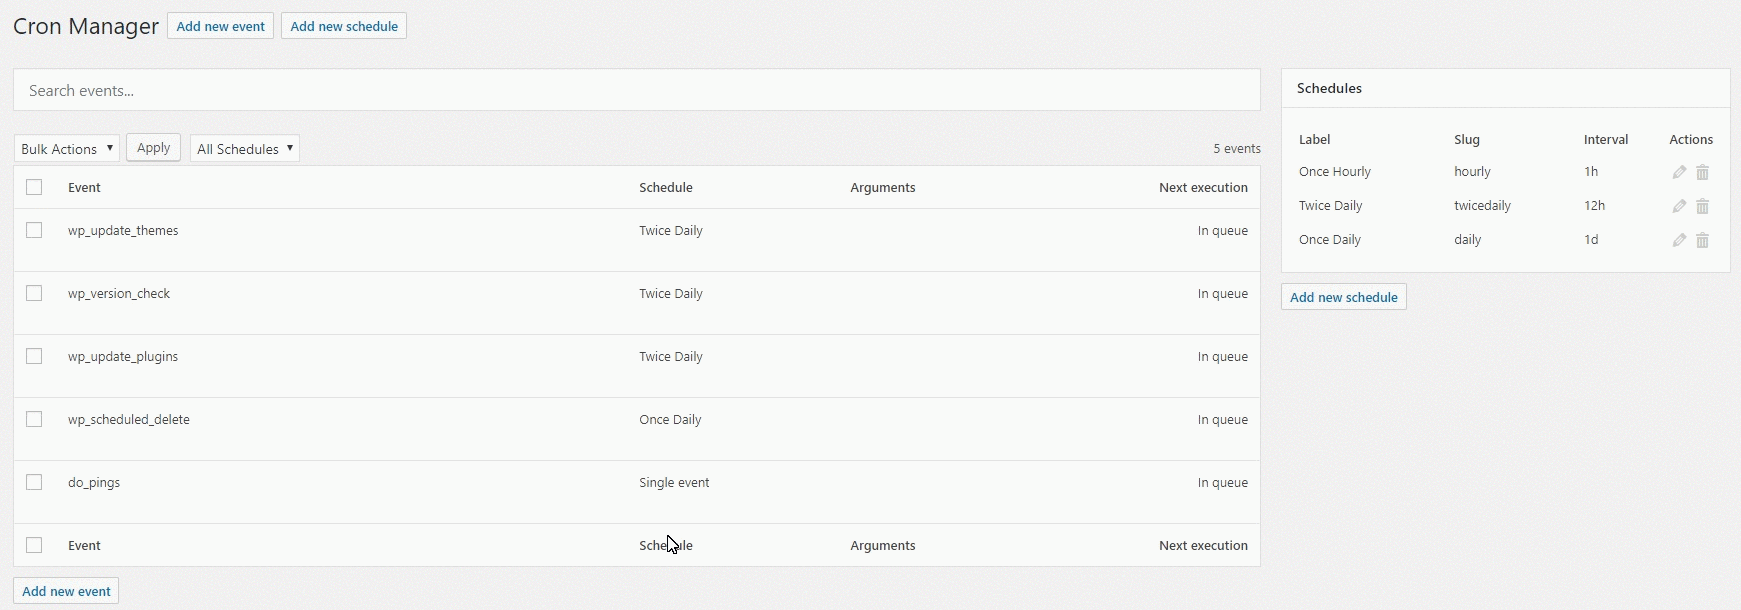 Cron Manager Add new event Add new schedule
Search events...
Bulk Actions Apply All Schedules 5 events
Event Schedule Arguments Next execution
wp_update_themes Twice Daily In queue
wp_version_check Twice Daily In queue
wp_update_plugins Twice Daily In queue
wp_scheduled_delete Once Daily In queue
do_pings Single event In queue
Event Schedule Arguments Next execution
Add new event
Schedules
Label Slug Interval Actions
Once Hourly hourly 1h
Twice Daily twicedaily 12h
Once Daily daily 1d
Add new schedule